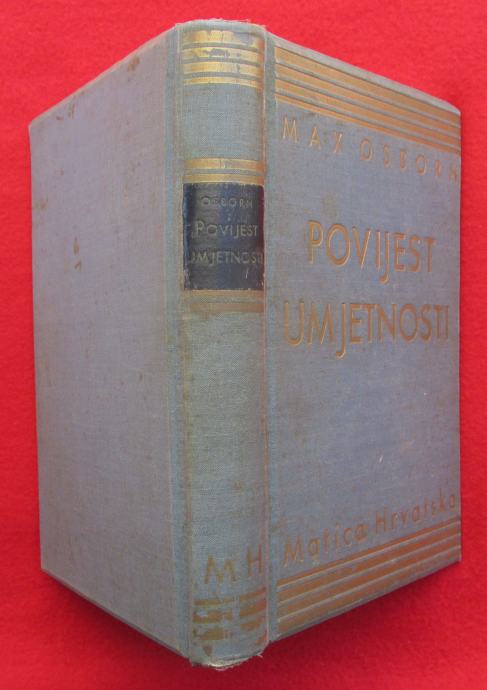 OSBORN
POVIJEST
UMJETNOSTI
M H
MAX OSBORN
POVIJEST
UMJETNOSTI
Matica Hrvatska